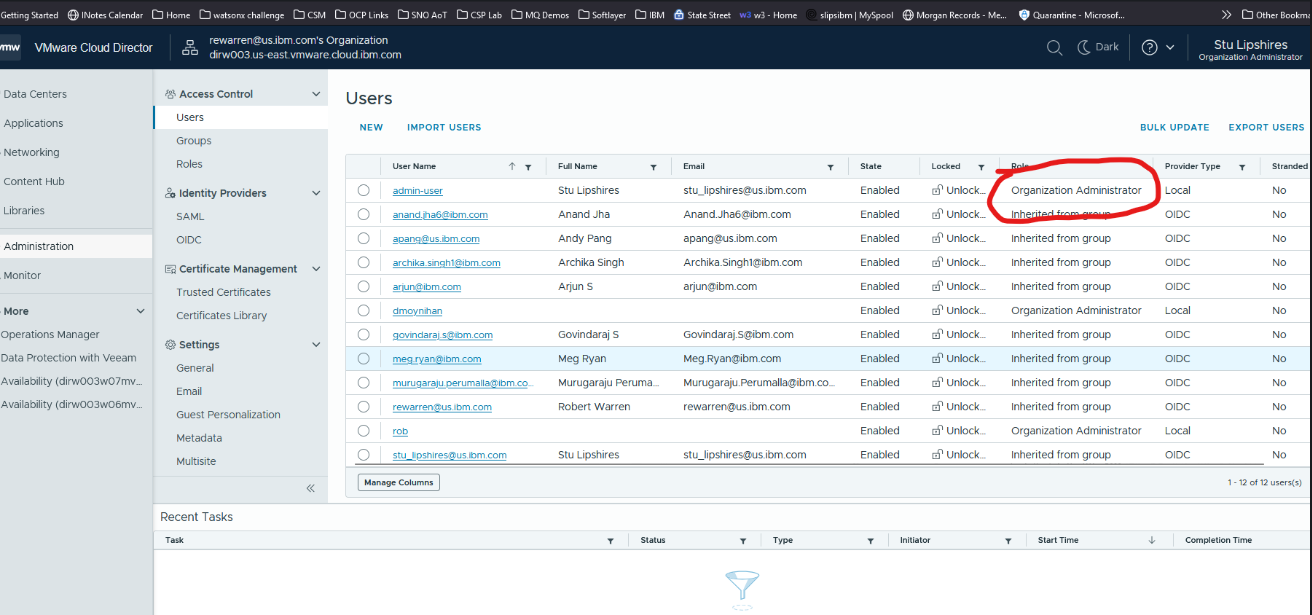 Getting Started INotes Calendar Home watsonx challenge CSM OCP Links SNO AoT CSP Lab MQ Demos Softlayer IBM State Street w3 w3 - Home slipsibm | MySpool Morgan Records - Me... Quarantine - Microsof... Other Bookma
vmw VMware Cloud Director
rewarren@us.ibm.com's Organization
dirw003.us-east.vmware.cloud.ibm.com
Dark
Stu Lipshires
Organization Administrator
Data Centers
Applications
Networking
Content Hub
Libraries
Administration
Monitor
More
Operations Manager
Data Protection with Veeam
Availability (dirw003w07mv...
Availability (dirw003w06mv...
Access Control
Users
Groups
Roles
Identity Providers
SAML
OIDC
Certificate Management
Trusted Certificates
Certificates Library
Settings
General
Email
Guest Personalization
Metadata
Multisite
Users
NEW IMPORT USERS BULK UPDATE EXPORT USERS
User Name Full Name Email State Locked Role Provider Type Stranded
admin-user Stu Lipshires stu_lipshires@us.ibm.com Enabled Unlock... Organization Administrator Local No
anand.jha6@ibm.com Anand Jha Anand.Jha6@ibm.com Enabled Unlock... Inherited from group OIDC No
apang@us.ibm.com Andy Pang apang@us.ibm.com Enabled Unlock... Inherited from group OIDC No
archika.singh1@ibm.com Archika Singh Archika.Singh1@ibm.com Enabled Unlock... Inherited from group OIDC No
arjun@ibm.com Arjun S arjun@ibm.com Enabled Unlock... Inherited from group OIDC No
dmoynihan Enabled Unlock... Organization Administrator Local No
govindaraj.s@ibm.com Govindaraj S Govindaraj.S@ibm.com Enabled Unlock... Inherited from group OIDC No
meg.ryan@ibm.com Meg Ryan Meg.Ryan@ibm.com Enabled Unlock... Inherited from group OIDC No
murugaraju.perumalla@ibm.co... Murugaraju Peruma... Murugaraju.Perumalla@ibm.co... Enabled Unlock... Inherited from group OIDC No
rewarren@us.ibm.com Robert Warren rewarren@us.ibm.com Enabled Unlock... Inherited from group OIDC No
rob Enabled Unlock... Organization Administrator Local No
stu_lipshires@us.ibm.com Stu Lipshires stu_lipshires@us.ibm.com Enabled Unlock... Inherited from group OIDC No
Manage Columns 1 - 12 of 12 users(s)
Recent Tasks
Task Status Type Initiator Start Time Completion Time